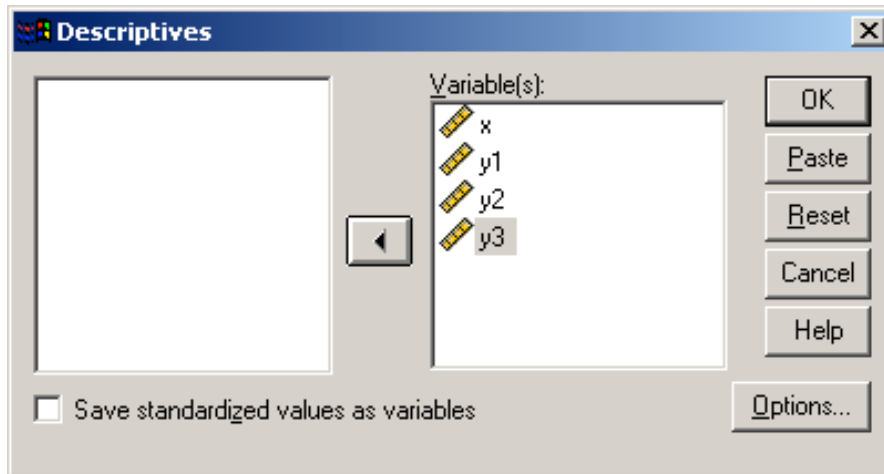 Descriptives
Variable(s):
x
y1
y2
y3
OK
Paste
Reset
Cancel
Help
Save standardized values as variables
Options...